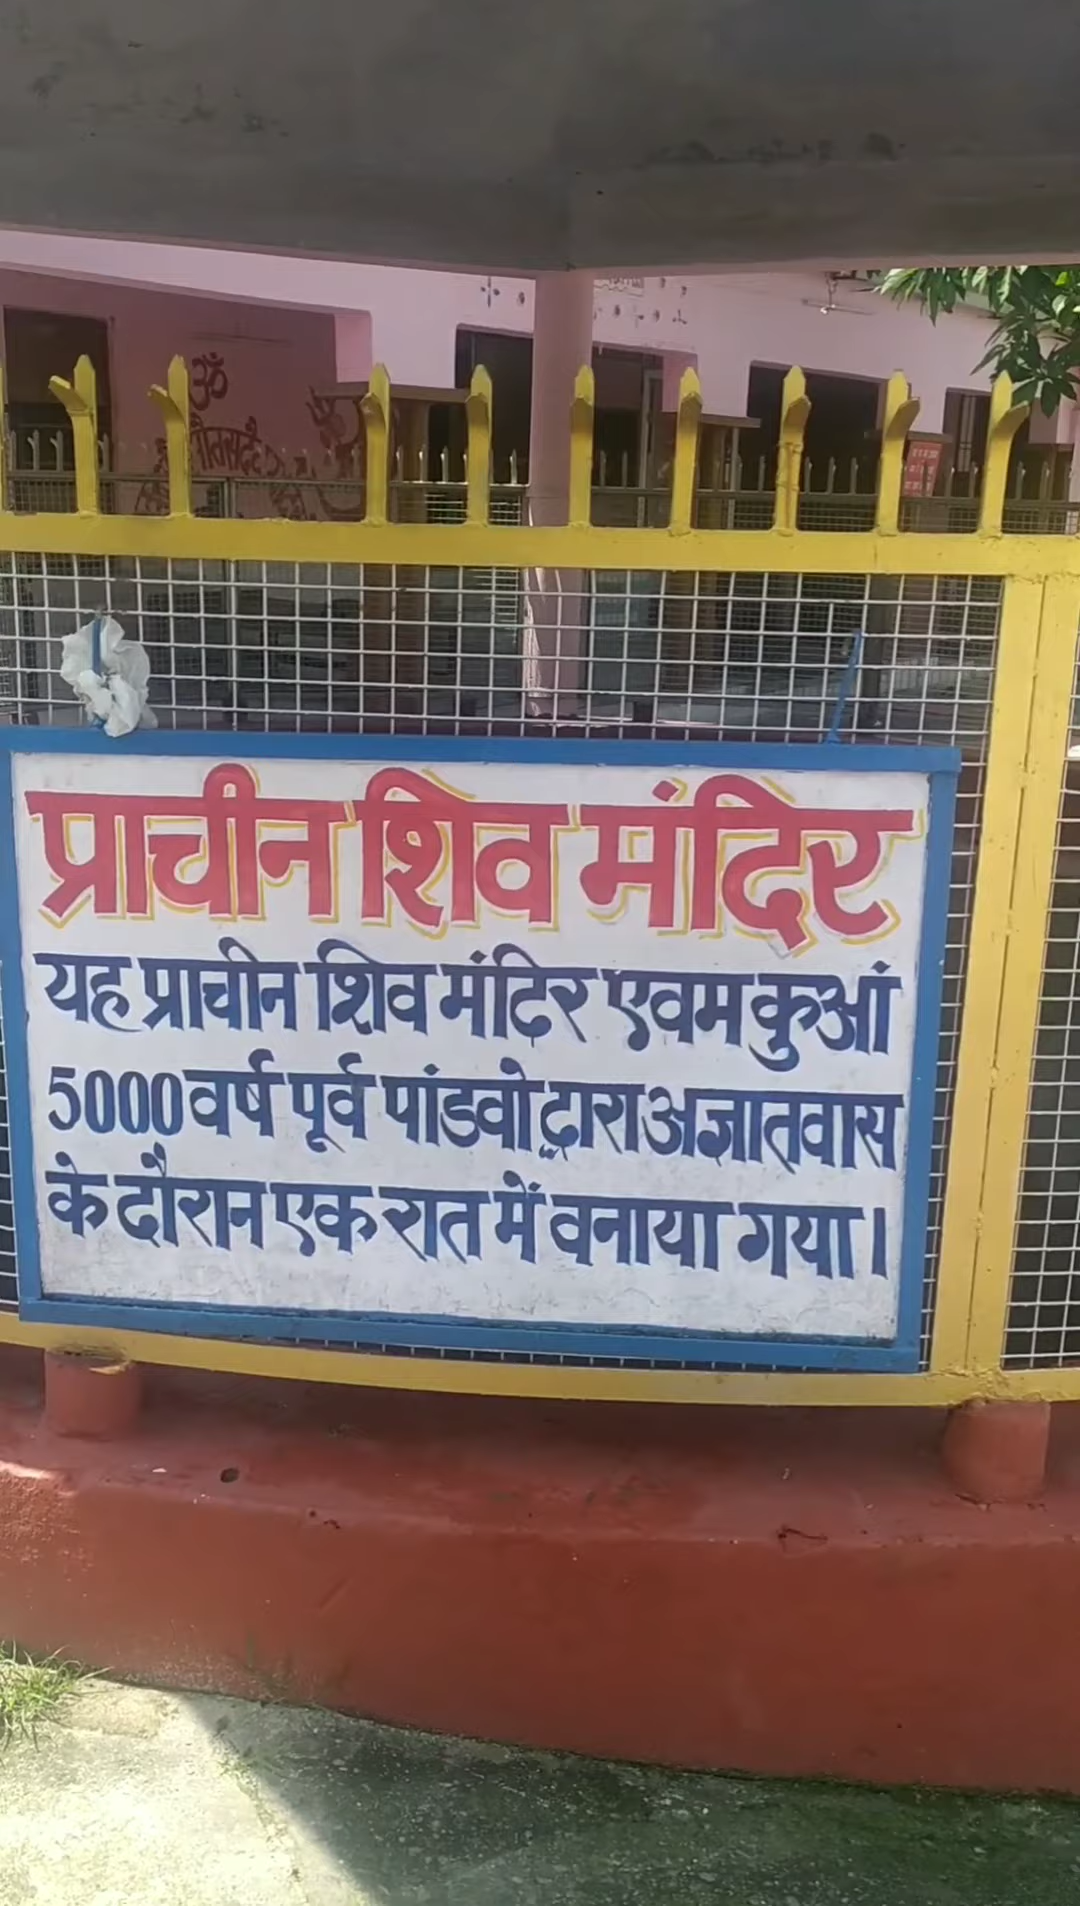 ॐ
प्राचीन शिव मंदिर
यह प्राचीन शिव मंदिर एवम कुआं
5000 वर्ष पूर्व पांडवो द्वारा अज्ञातवास
के दौरान एक रात में वनाया गया।